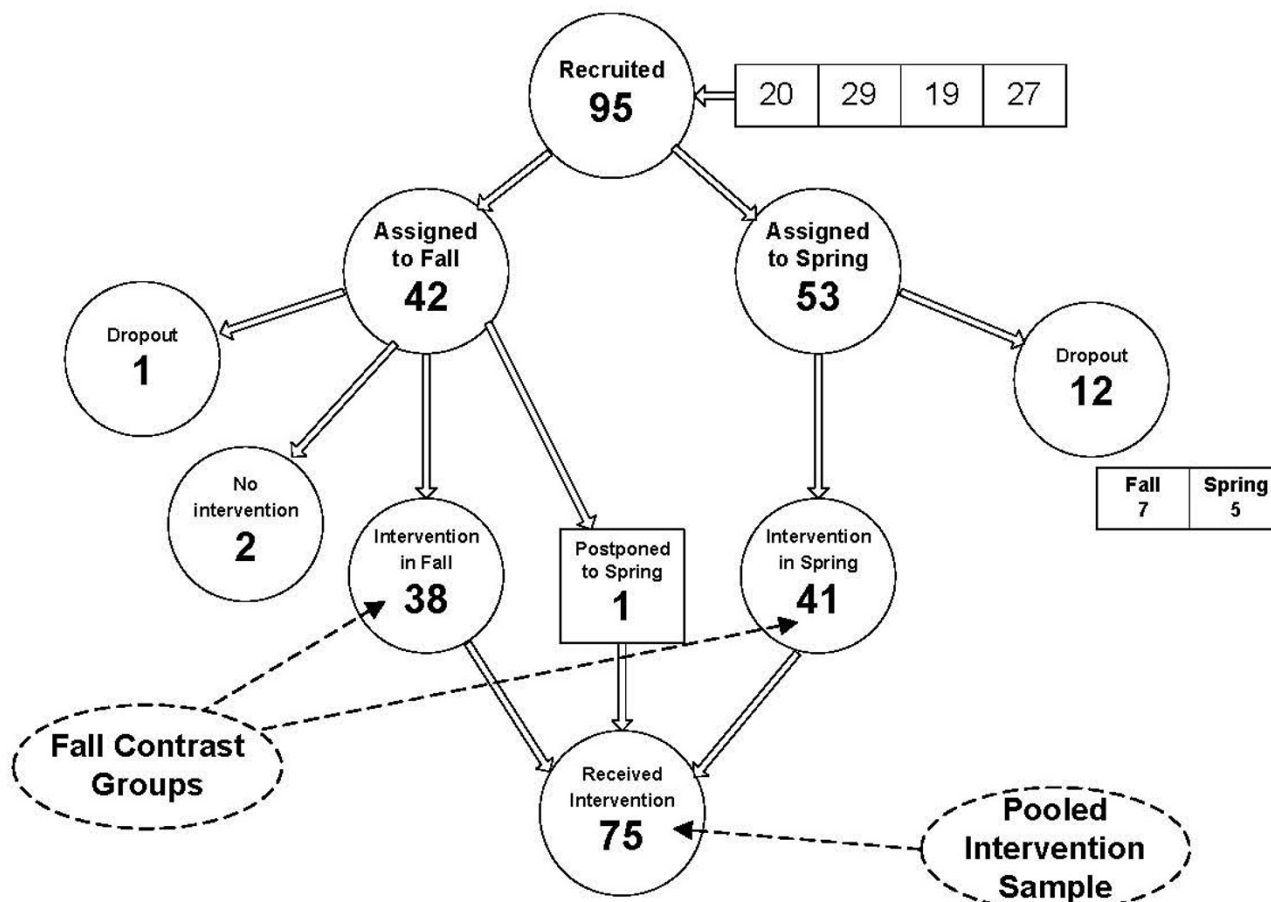 Recruited
95
20 29 19 27
Assigned
to Fall
42
Assigned
to Spring
53
Dropout
1
Dropout
12
No
intervention
2
Fall Spring
7 5
Intervention
in Fall
38
Postponed
to Spring
1
Intervention
in Spring
41
Fall Contrast
Groups
Received
Intervention
75
Pooled
Intervention
Sample